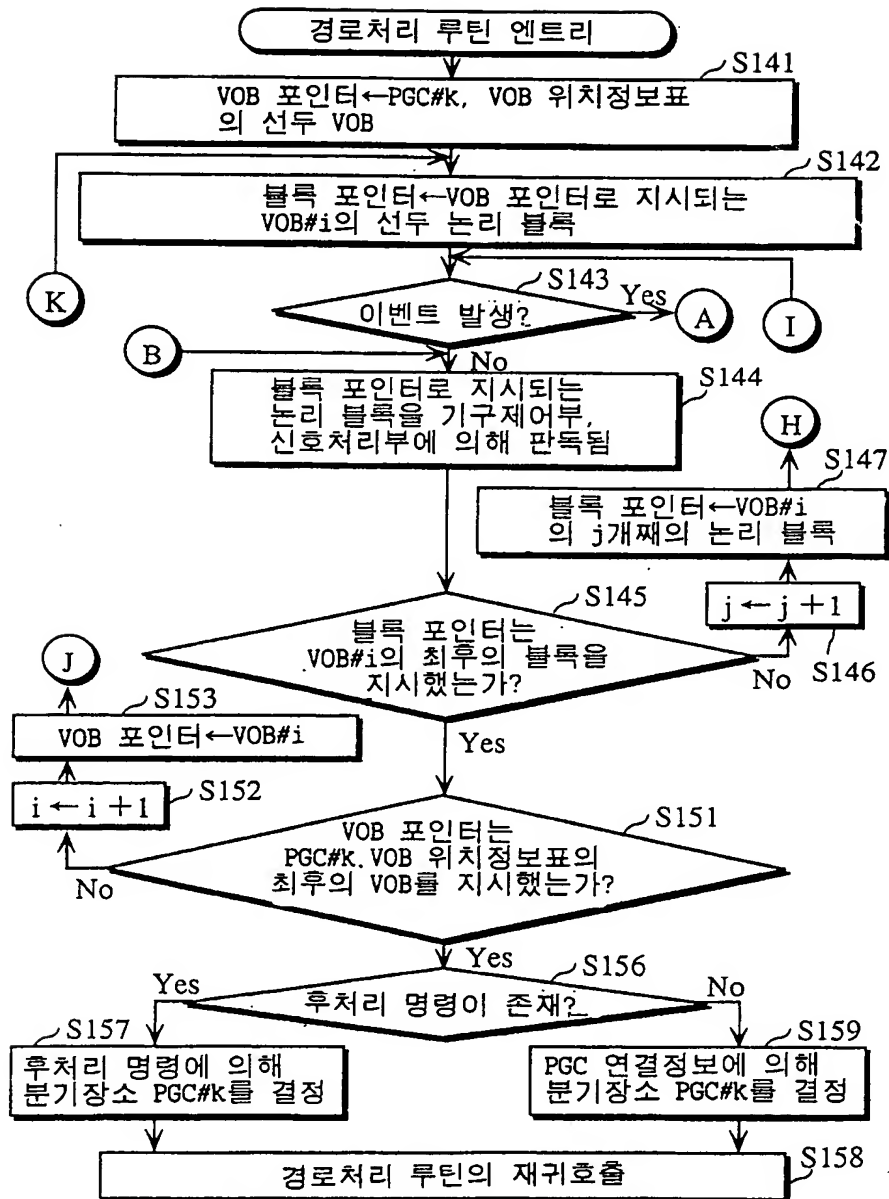 경로처리 루틴 엔트리
S141
VOB 포인터←PGC#k. VOB 위치정보표
의 선두 VOB
S142
블록 포인터←VOB 포인터로 지시되는
VOB#i의 선두 논리 블록
K
S143
이벤트 발생?
Yes
A
I
B
No
S144
블록 포인터로 지시되는
논리 블록을 기구제어부,
신호처리부에 의해 판독됨
H
S147
블록 포인터←VOB#i
의 j개째의 논리 블록
j←j+1
S146
S145
블록 포인터는
VOB#i의 최후의 블록을
지시했는가?
No
Yes
J
S153
VOB 포인터←VOB#i
i←i+1
S152
S151
VOB 포인터는
PGC#k.VOB 위치정보표의
최후의 VOB를 지시했는가?
No
Yes
S156
후처리 명령이 존재?
Yes
No
S157
후처리 명령에 의해
분기장소 PGC#k를 결정
S159
PGC 연결정보에 의해
분기장소 PGC#k를 결정
S158
경로처리 루틴의 재귀호출